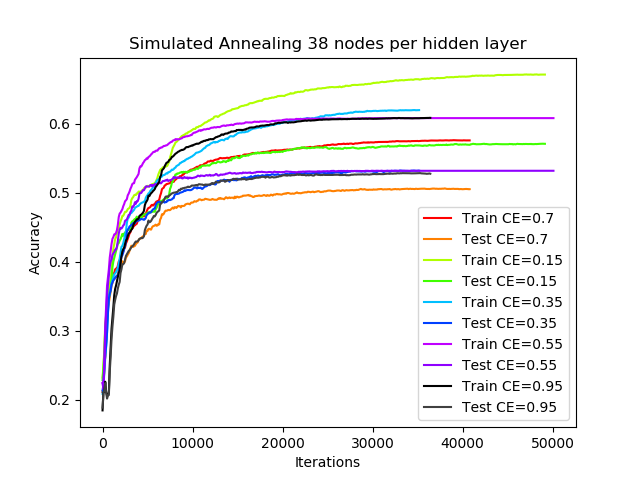 Simulated Annealing 38 nodes per hidden layer
Accuracy
0.6
0.5
0.4
0.3
0.2
Train CE=0.7
Test CE=0.7
Train CE=0.15
Test CE=0.15
Train CE=0.35
Test CE=0.35
Train CE=0.55
Test CE=0.55
Train CE=0.95
Test CE=0.95
0 10000 20000 30000 40000 50000
Iterations